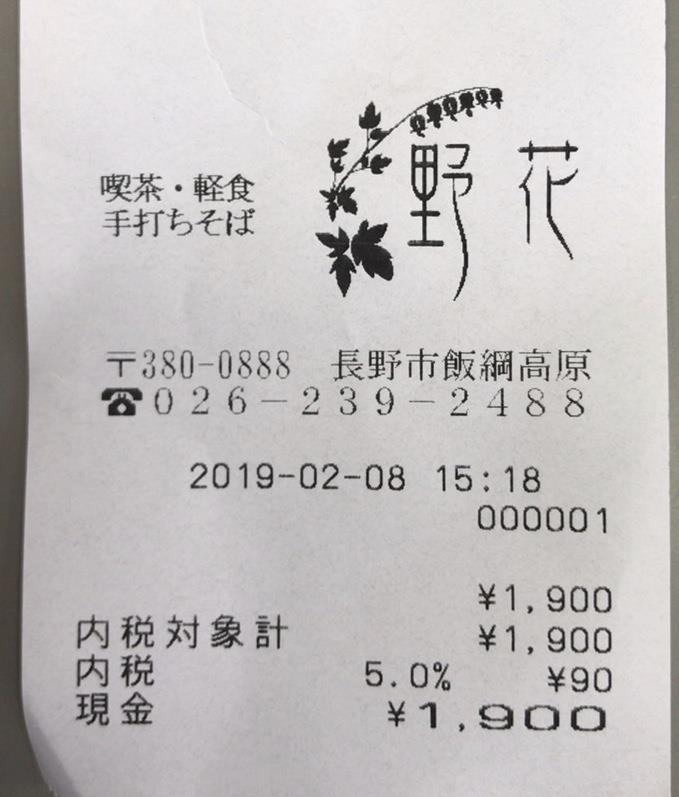 喫茶・軽食
手打ちそば
野花
〒380-0888 長野市飯綱高原
☎026-239-2488
2019-02-08 15:18
000001
¥1,900
内税対象計 ¥1,900
内税 5.0% ¥90
現金 ¥1,900